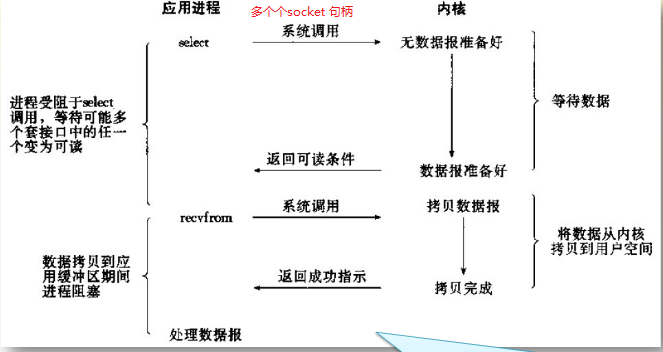 应用进程
多个个socket 句柄
内核
select
系统调用
无数据报准备好
进程受阻于select
调用，等待可能多
个套接口中的任一
个变为可读
等待数据
返回可读条件
数据报准备好
recvfrom
系统调用
拷贝数据报
数据拷贝到应
用缓冲区期间
进程阻塞
将数据从内核
拷贝到用户空间
返回成功指示
拷贝完成
处理数据报